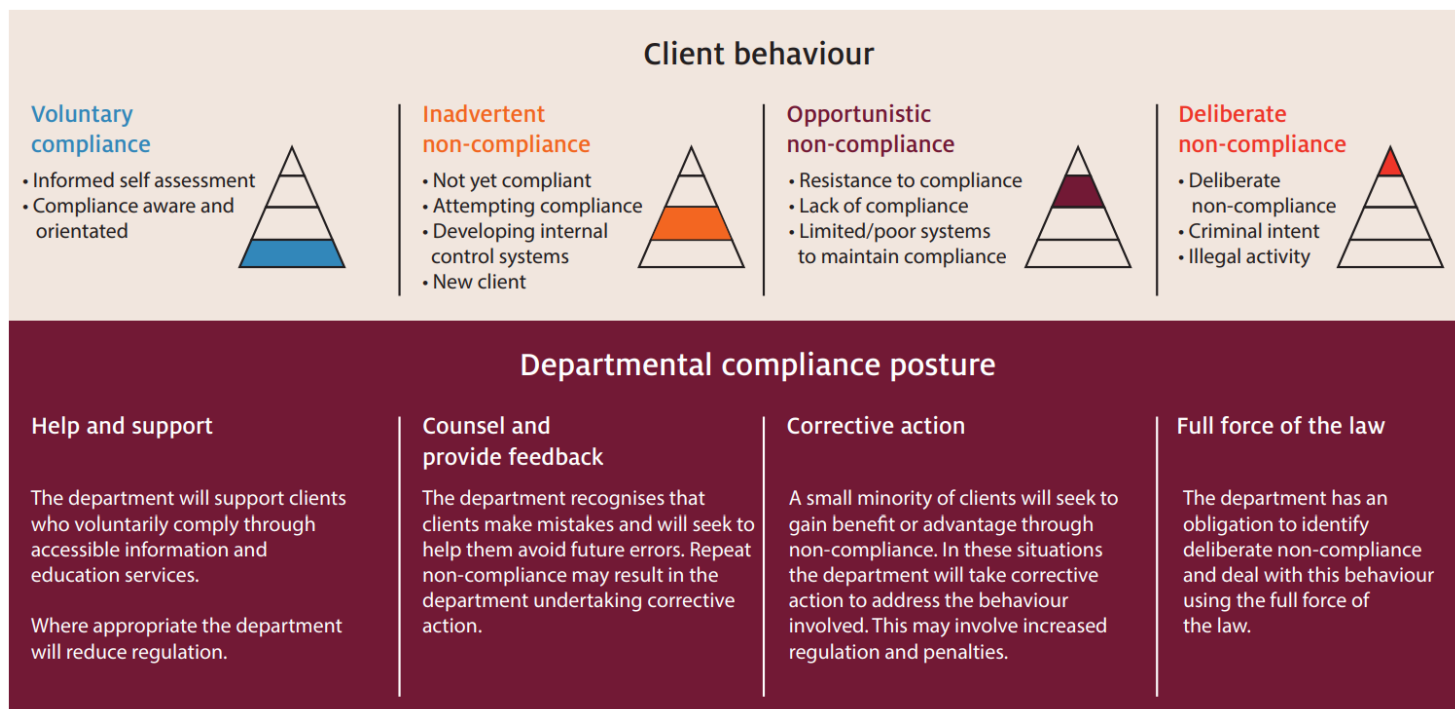 Client behaviour
Voluntary
compliance
• Informed self assessment
• Compliance aware and
orientated
Inadvertent
non-compliance
• Not yet compliant
• Attempting compliance
• Developing internal
control systems
• New client
Opportunistic
non-compliance
• Resistance to compliance
• Lack of compliance
• Limited/poor systems
to maintain compliance
Deliberate
non-compliance
• Deliberate
non-compliance
• Criminal intent
• Illegal activity
Departmental compliance posture
Help and support
The department will support clients
who voluntarily comply through
accessible information and
education services.
Where appropriate the department
will reduce regulation.
Counsel and
provide feedback
The department recognises that
clients make mistakes and will seek to
help them avoid future errors. Repeat
non-compliance may result in the
department undertaking corrective
action.
Corrective action
A small minority of clients will seek to
gain benefit or advantage through
non-compliance. In these situations
the department will take corrective
action to address the behaviour
involved. This may involve increased
regulation and penalties.
Full force of the law
The department has an
obligation to identify
deliberate non-compliance
and deal with this behaviour
using the full force of
the law.